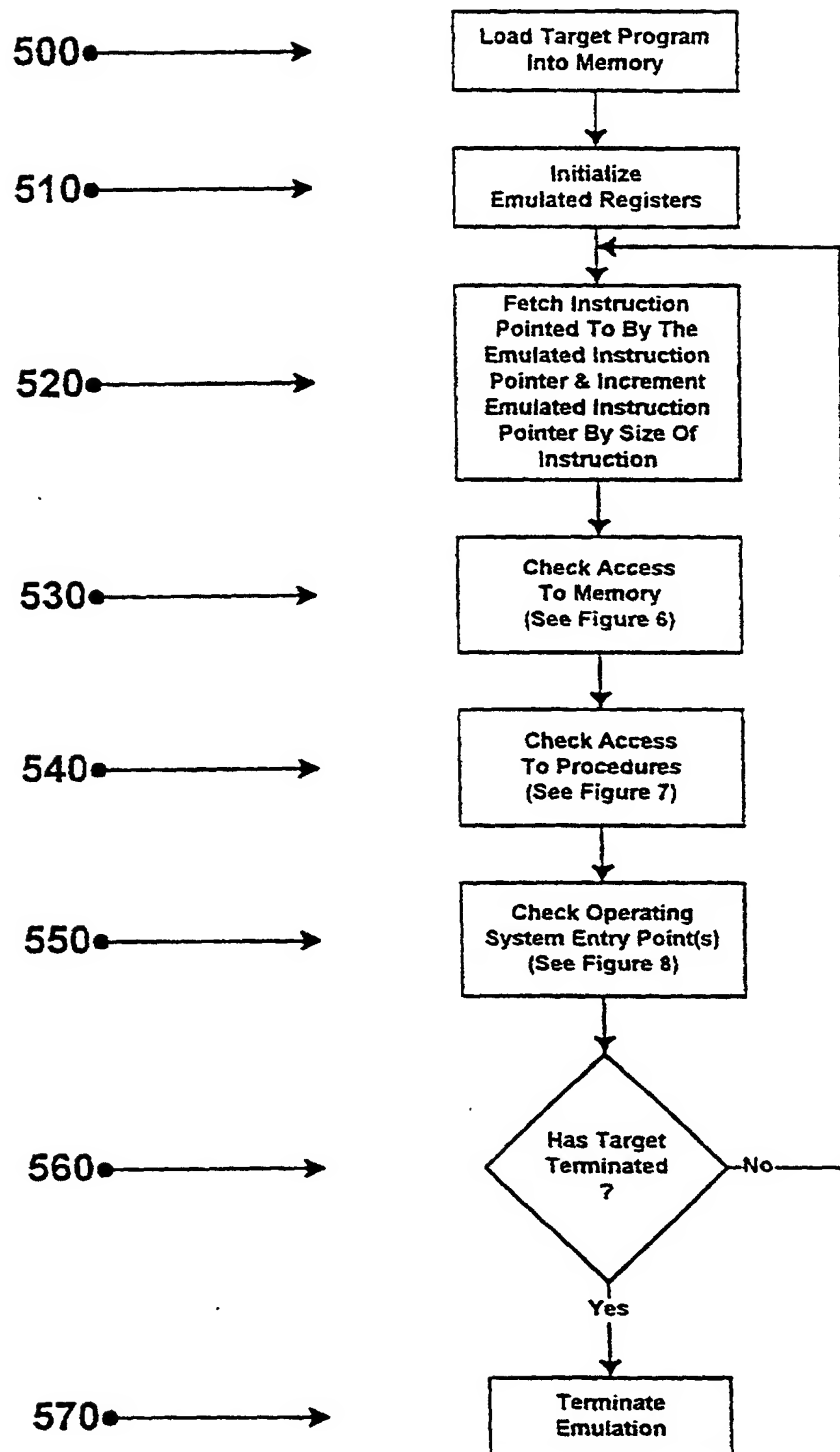 500
Load Target Program
Into Memory
510
Initialize
Emulated Registers
520
Fetch Instruction
Pointed To By The
Emulated Instruction
Pointer & Increment
Emulated Instruction
Pointer By Size Of
Instruction
530
Check Access
To Memory
(See Figure 6)
540
Check Access
To Procedures
(See Figure 7)
550
Check Operating
System Entry Point(s)
(See Figure 8)
560
Has Target
Terminated
?
No
Yes
570
Terminate
Emulation